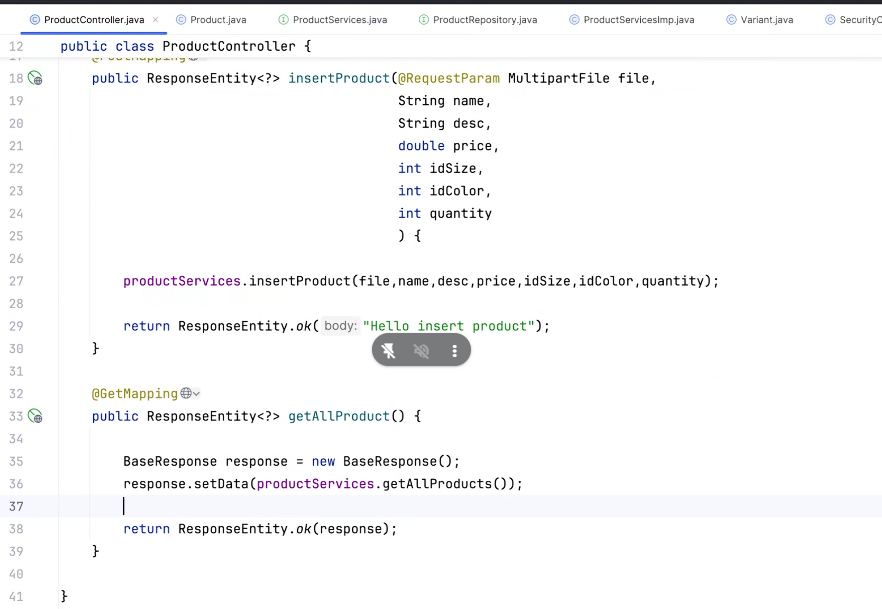 ProductController.java × Product.java ProductServices.java ProductRepository.java ProductServicesImp.java Variant.java SecurityC
12 public class ProductController {
17 @PostMapping
18 public ResponseEntity<?> insertProduct(@RequestParam MultipartFile file,
19 String name,
20 String desc,
21 double price,
22 int idSize,
23 int idColor,
24 int quantity
25 ) {
26
27 productServices.insertProduct(file,name,desc,price,idSize,idColor,quantity);
28
29 return ResponseEntity.ok( body: "Hello insert product");
30 }
31
32 @GetMapping
33 public ResponseEntity<?> getAllProduct() {
34
35 BaseResponse response = new BaseResponse();
36 response.setData(productServices.getAllProducts());
37
38 return ResponseEntity.ok(response);
39 }
40
41 }